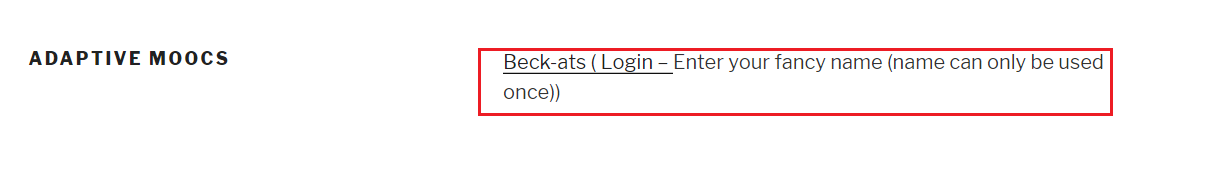 ADAPTIVE MOOCS
Beck-ats ( Login – Enter your fancy name (name can only be used
once))